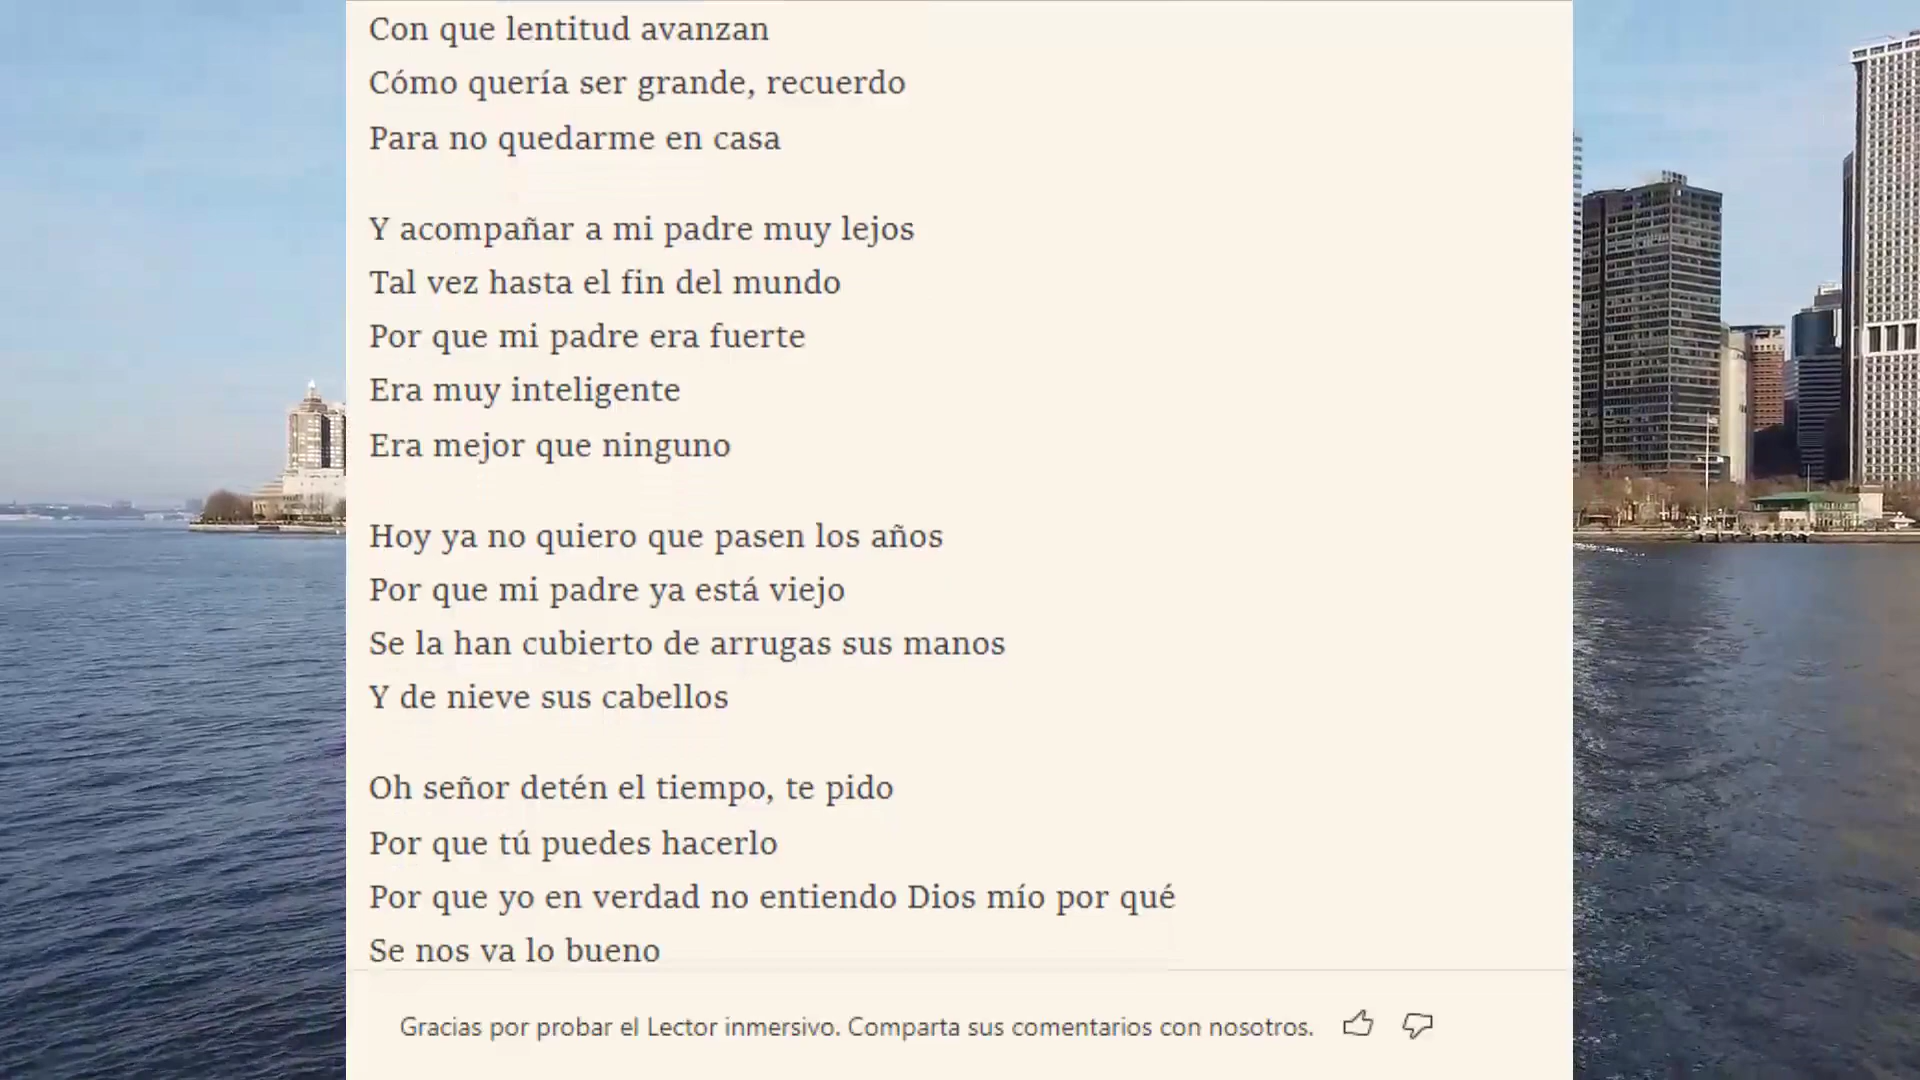 Con que lentitud avanzan
Cómo quería ser grande, recuerdo
Para no quedarme en casa
Y acompañar a mi padre muy lejos
Tal vez hasta el fin del mundo
Por que mi padre era fuerte
Era muy inteligente
Era mejor que ninguno
Hoy ya no quiero que pasen los años
Por que mi padre ya está viejo
Se la han cubierto de arrugas sus manos
Y de nieve sus cabellos
Oh señor detén el tiempo, te pido
Por que tú puedes hacerlo
Por que yo en verdad no entiendo Dios mío por qué
Se nos va lo bueno
Gracias por probar el Lector inmersivo. Comparta sus comentarios con nosotros.